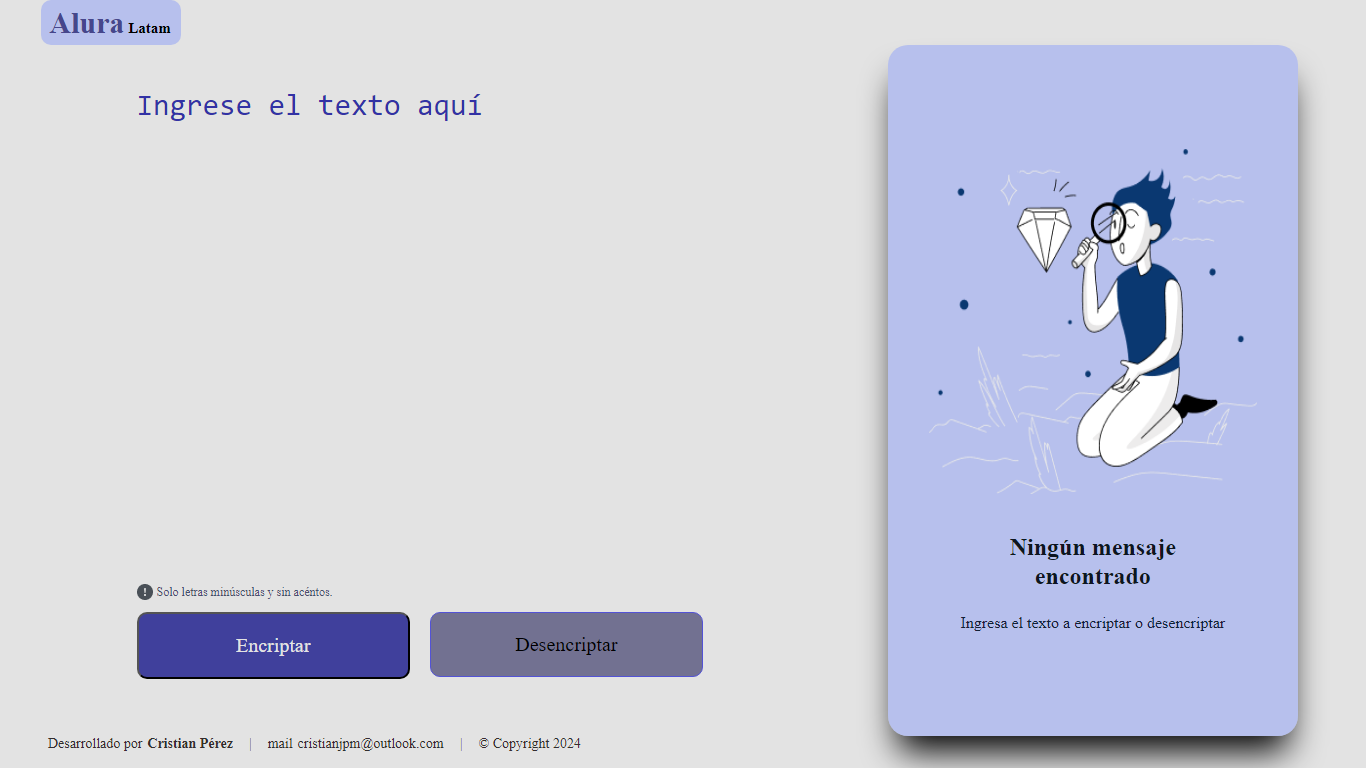 Alura Latam
Ingrese el texto aquí
Solo letras minúsculas y sin acéntos.
Encriptar
Desencriptar
Ningún mensaje
encontrado
Ingresa el texto a encriptar o desencriptar
Desarrollado por Cristian Pérez | mail cristianjpm@outlook.com | © Copyright 2024